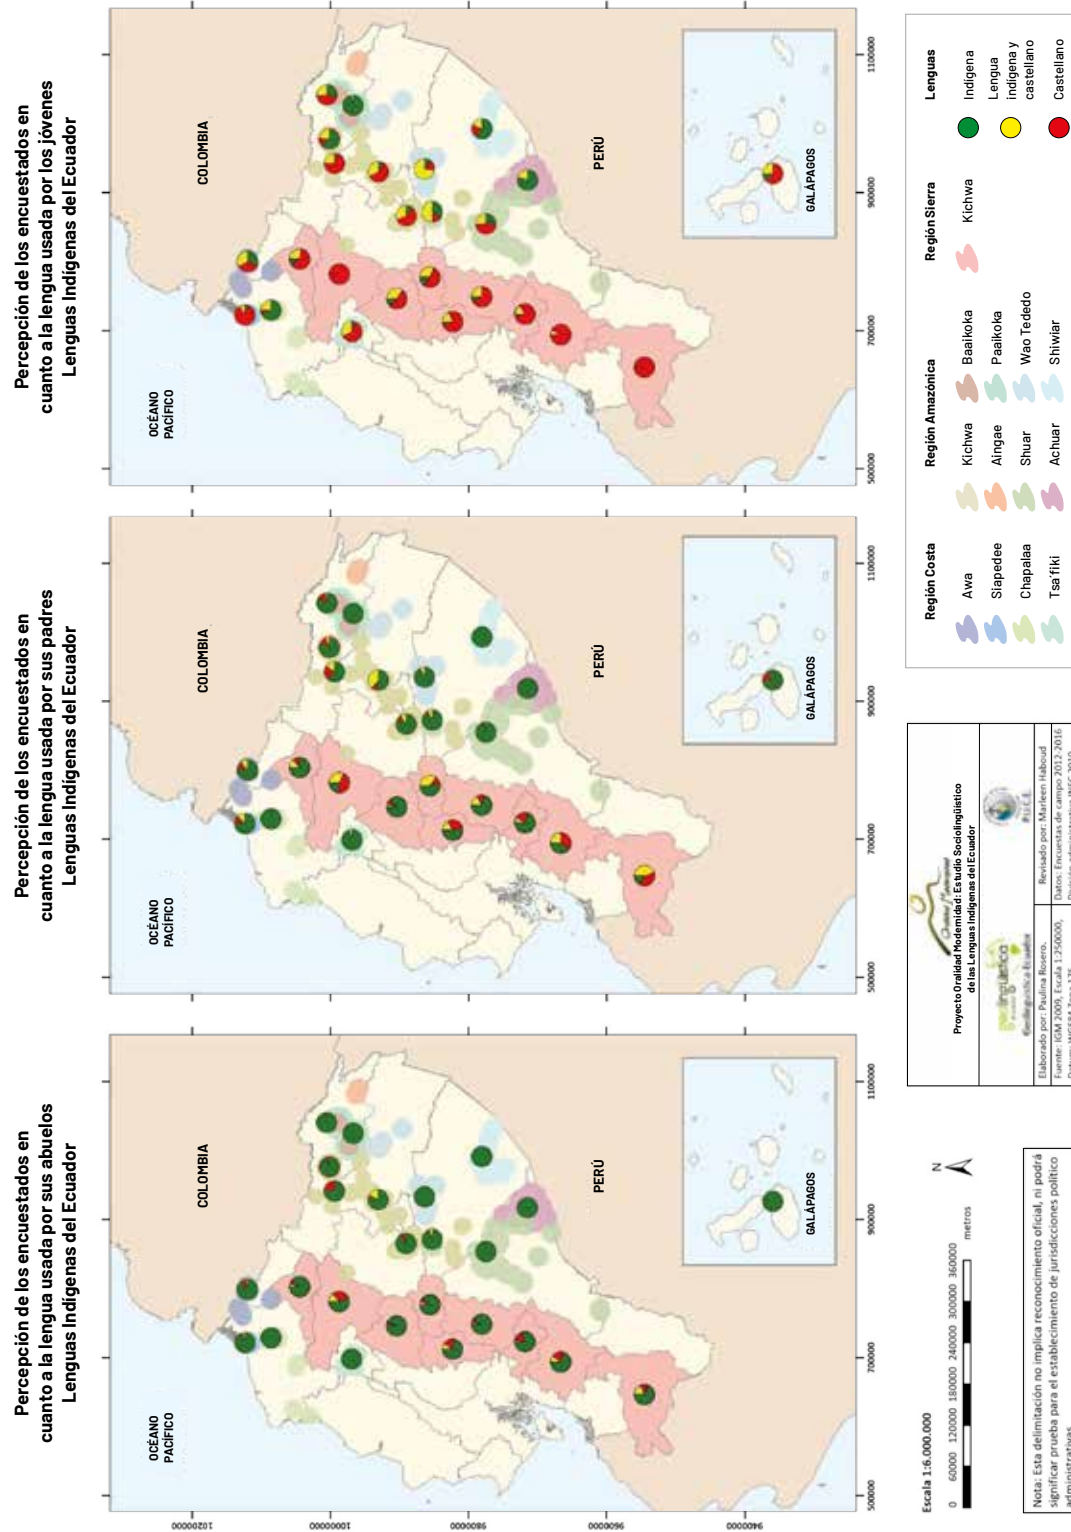 Percepción de los encuestados en
cuanto a la lengua usada por sus abuelos
Lenguas Indígenas del Ecuador
OCÉANO
PACÍFICO
COLOMBIA
PERÚ
GALÁPAGOS
500000
700000
900000
1100000
10200000
10000000
9800000
9600000
9400000
Percepción de los encuestados en
cuanto a la lengua usada por sus padres
Lenguas Indígenas del Ecuador
OCÉANO
PACÍFICO
COLOMBIA
PERÚ
GALÁPAGOS
500000
700000
900000
1100000
Percepción de los encuestados en
cuanto a la lengua usada por los jóvenes
Lenguas Indígenas del Ecuador
OCÉANO
PACÍFICO
COLOMBIA
PERÚ
GALÁPAGOS
500000
700000
900000
1100000
Escala 1:6.000.000
0 60000 120000 180000 240000 300000 360000
metros
N
Nota: Esta delimitación no implica reconocimiento oficial, ni podrá
significar prueba para el establecimiento de jurisdicciones político
administrativas
Proyecto Oralidad Modernidad: Estudio Sociolingüístico
de las Lenguas Indígenas del Ecuador
geolingüística
Geolingüística Ecuador
P.U.C.E.
Elaborado por: Paulina Rosero.
Revisado por: Marleen Haboud
Fuente: IGM 2009, Escala 1:250000,
Datos: Encuestas de campo 2012-2016
Región Costa
Awa
Siapedee
Chapalaa
Tsa'fiki
Región Amazónica
Kichwa
Aingae
Shuar
Achuar
Baaikoka
Paaikoka
Wao Tededo
Shiwiar
Región Sierra
Kichwa
Lenguas
Indígena
Lengua
indígena y
castellano
Castellano